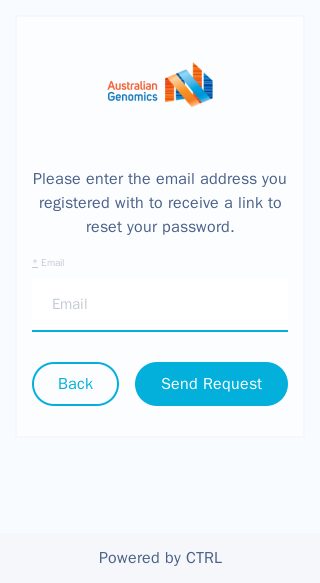 Australian
Genomics
Please enter the email address you
registered with to receive a link to
reset your password.
* Email
Email
Back
Send Request
Powered by CTRL